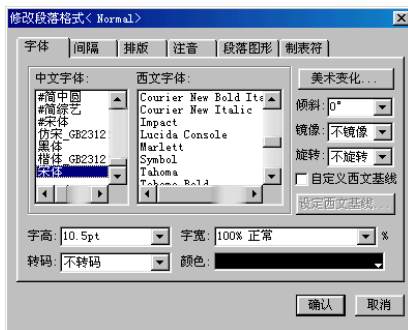 修改段落格式< Normal>
字体 间隔 排版 注音 段落图形 制表符
中文字体: 西文字体: 美术变化...
#简中圆 Courier New Bold Ita
#简综艺 Courier New Italic 倾斜: 0°
#宋体 Impact
仿宋_GB2312 Lucida Console 镜像: 不镜像
黑体 Marlett
楷体_GB2312 Symbol 旋转: 不旋转
宋体 Tahoma
Tahoma Bold 自定义西文基线
设定西文基线...
字高: 10.5pt 字宽: 100% 正常 %
转码: 不转码 颜色:
确认 取消